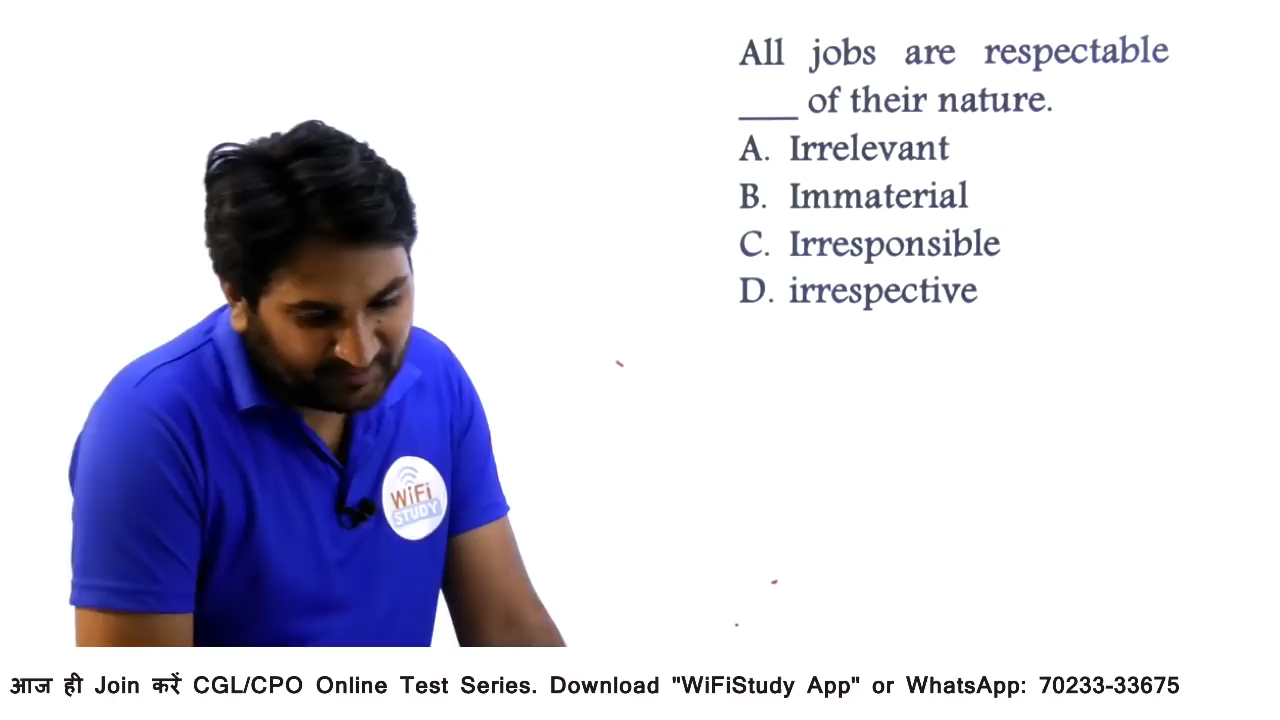 All jobs are respectable
___ of their nature.
A. Irrelevant
B. Immaterial
C. Irresponsible
D. irrespective
WiFi
STUDY
आज ही Join करें CGL/CPO Online Test Series. Download "WiFiStudy App" or WhatsApp: 70233-33675